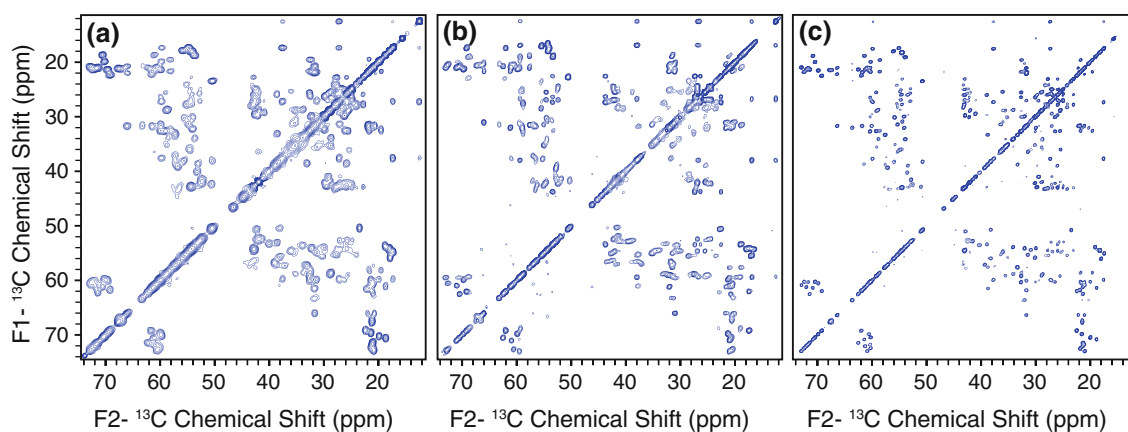 (a)
(b)
(c)
F1- ¹³C Chemical Shift (ppm)
20
30
40
50
60
70
70 60 50 40 30 20
70 60 50 40 30 20
70 60 50 40 30 20
F2- ¹³C Chemical Shift (ppm)
F2- ¹³C Chemical Shift (ppm)
F2- ¹³C Chemical Shift (ppm)